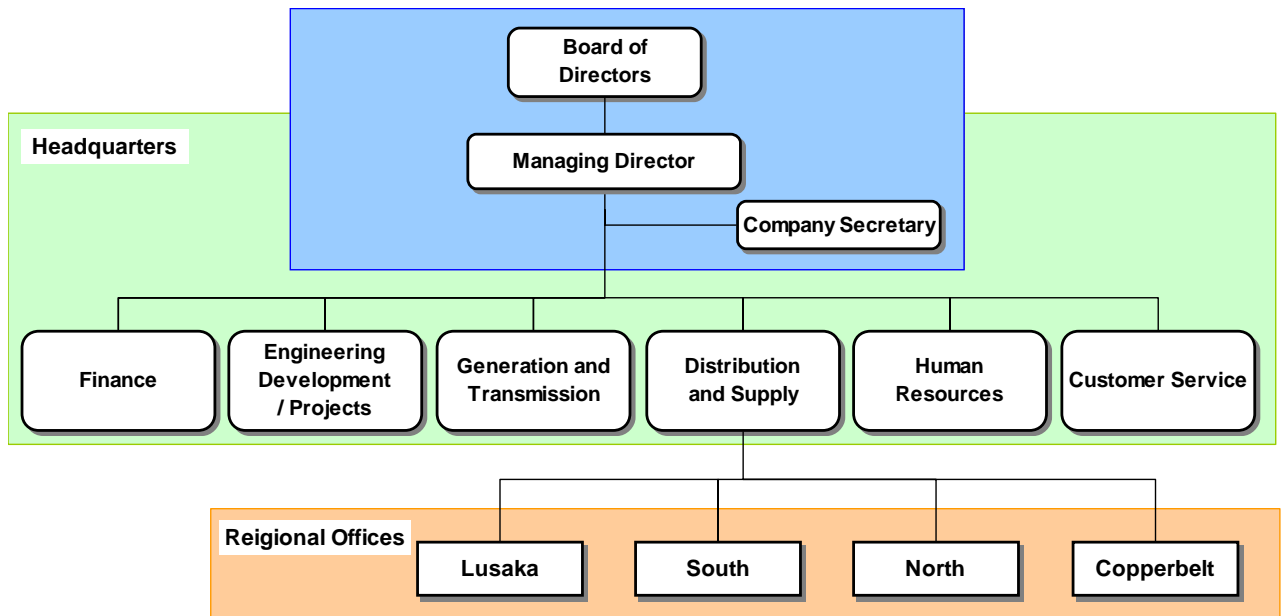 Board of
Directors
Headquarters
Managing Director
Company Secretary
Finance
Engineering
Development
/ Projects
Generation and
Transmission
Distribution
and Supply
Human
Resources
Customer Service
Reigional Offices
Lusaka
South
North
Copperbelt